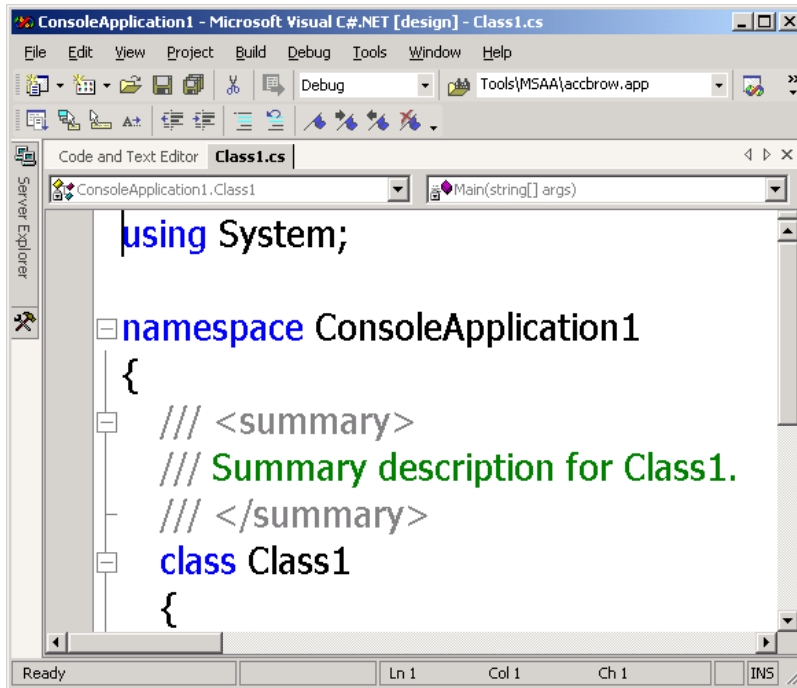 ConsoleApplication1 - Microsoft Visual C#.NET [design] - Class1.cs
File Edit View Project Build Debug Tools Window Help
Debug Tools\MSAA\accbrow.app
Code and Text Editor Class1.cs
Server Explorer
ConsoleApplication1.Class1 Main(string[] args)
using System;
namespace ConsoleApplication1
{
/// <summary>
/// Summary description for Class1.
/// </summary>
class Class1
{
Ready Ln 1 Col 1 Ch 1 INS